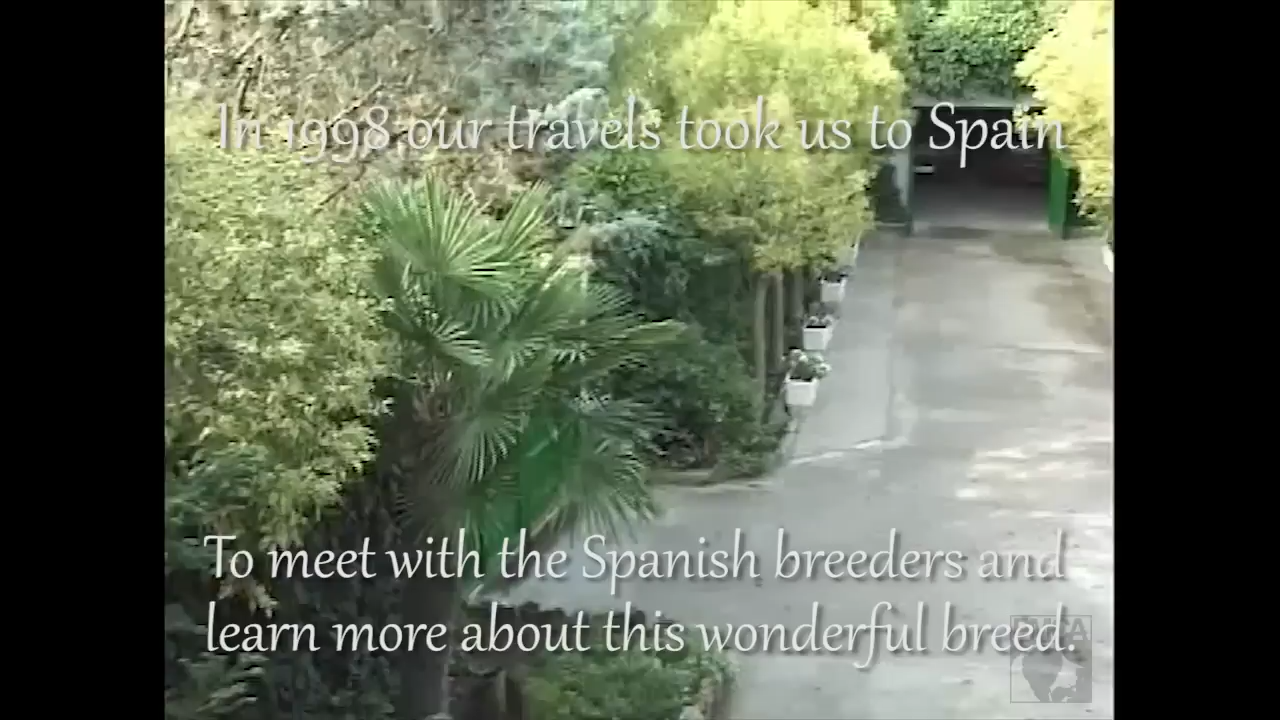 In 1998 our travels took us to Spain
To meet with the Spanish breeders and
learn more about this wonderful breed.